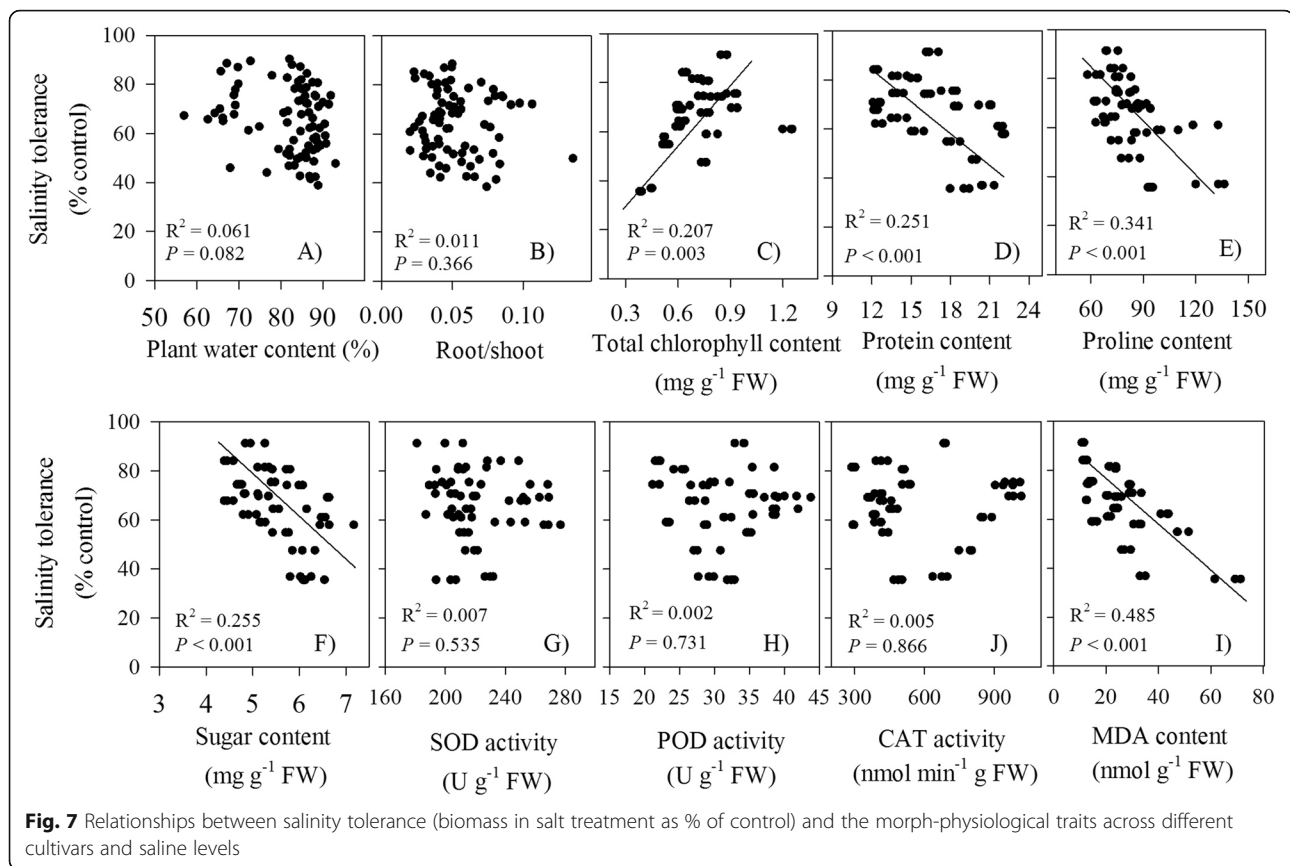 100
80
60
40
20
0
Salinity tolerance
(% control)
R² = 0.061
P = 0.082
A)
50 60 70 80 90
Plant water content (%)
R² = 0.011
P = 0.366
B)
0.00 0.05 0.10
Root/shoot
R² = 0.207
P = 0.003
C)
0.3 0.6 0.9 1.2
Total chlorophyll content
(mg g⁻¹ FW)
R² = 0.251
P < 0.001
D)
9 12 15 18 21 24
Protein content
(mg g⁻¹ FW)
R² = 0.341
P < 0.001
E)
60 90 120 150
Proline content
(mg g⁻¹ FW)
100
80
60
40
20
0
Salinity tolerance
(% control)
R² = 0.255
P < 0.001
F)
3 4 5 6 7
Sugar content
(mg g⁻¹ FW)
R² = 0.007
P = 0.535
G)
160 200 240 280
SOD activity
(U g⁻¹ FW)
R² = 0.002
P = 0.731
H)
15 20 25 30 35 40 45
POD activity
(U g⁻¹ FW)
R² = 0.005
P = 0.866
J)
300 600 900
CAT activity
(nmol min⁻¹ g FW)
R² = 0.485
P < 0.001
I)
0 20 40 60 80
MDA content
(nmol g⁻¹ FW)
Fig. 7 Relationships between salinity tolerance (biomass in salt treatment as % of control) and the morph-physiological traits across different
cultivars and saline levels